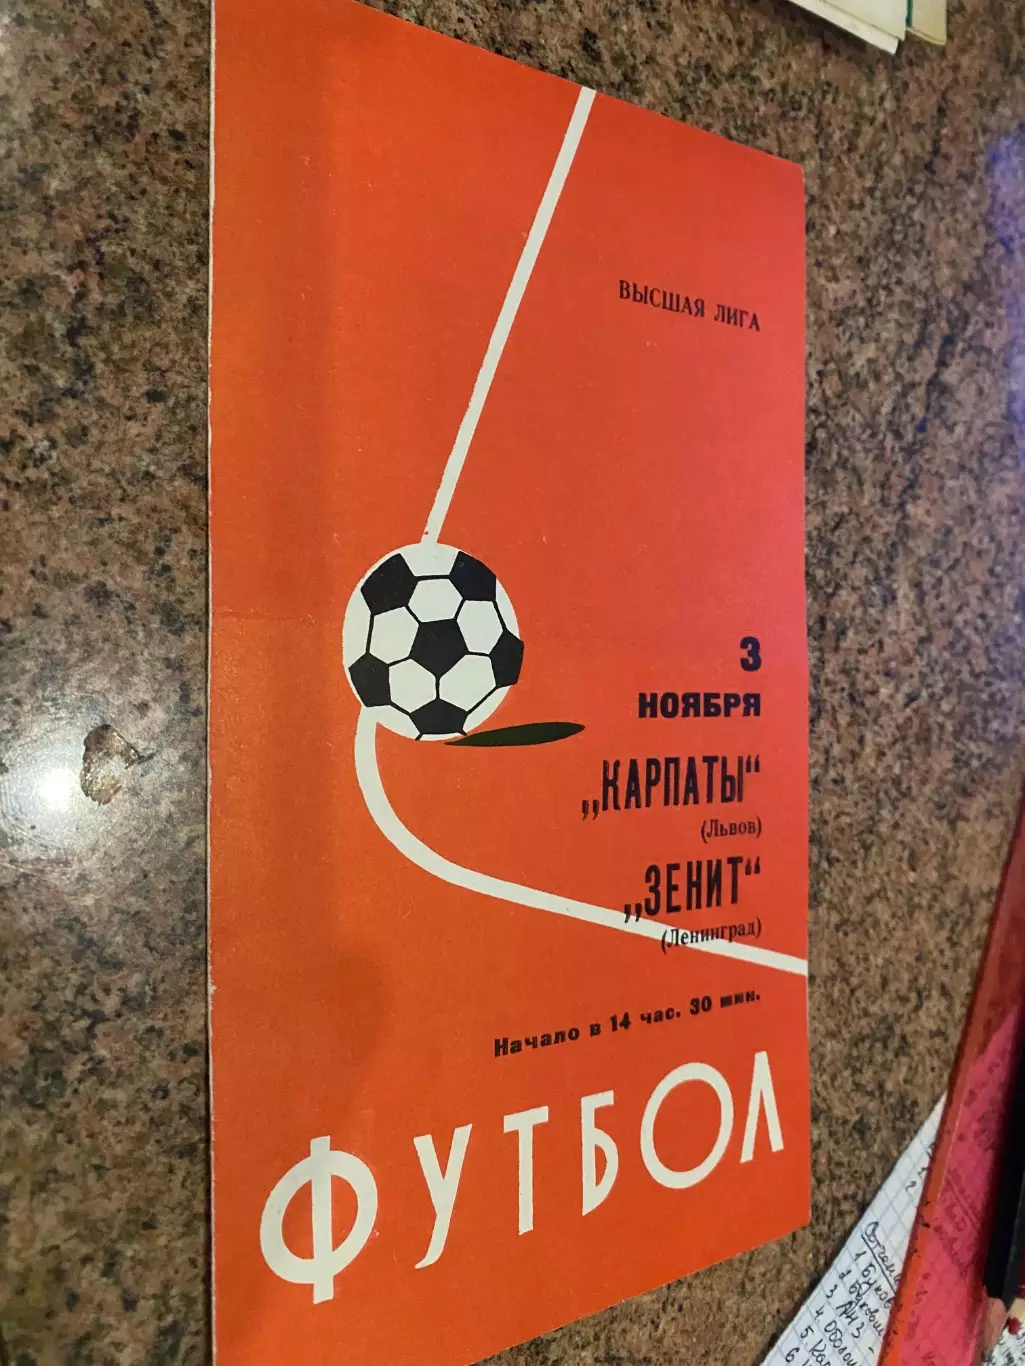 ВЫСШАЯ ЛИГА
3
НОЯБРЯ
„КАРПАТЫ“
(Львов)
„ЗЕНИТ“
(Ленинград)
Начало в 14 час. 30 мин.
ФУТБОЛ